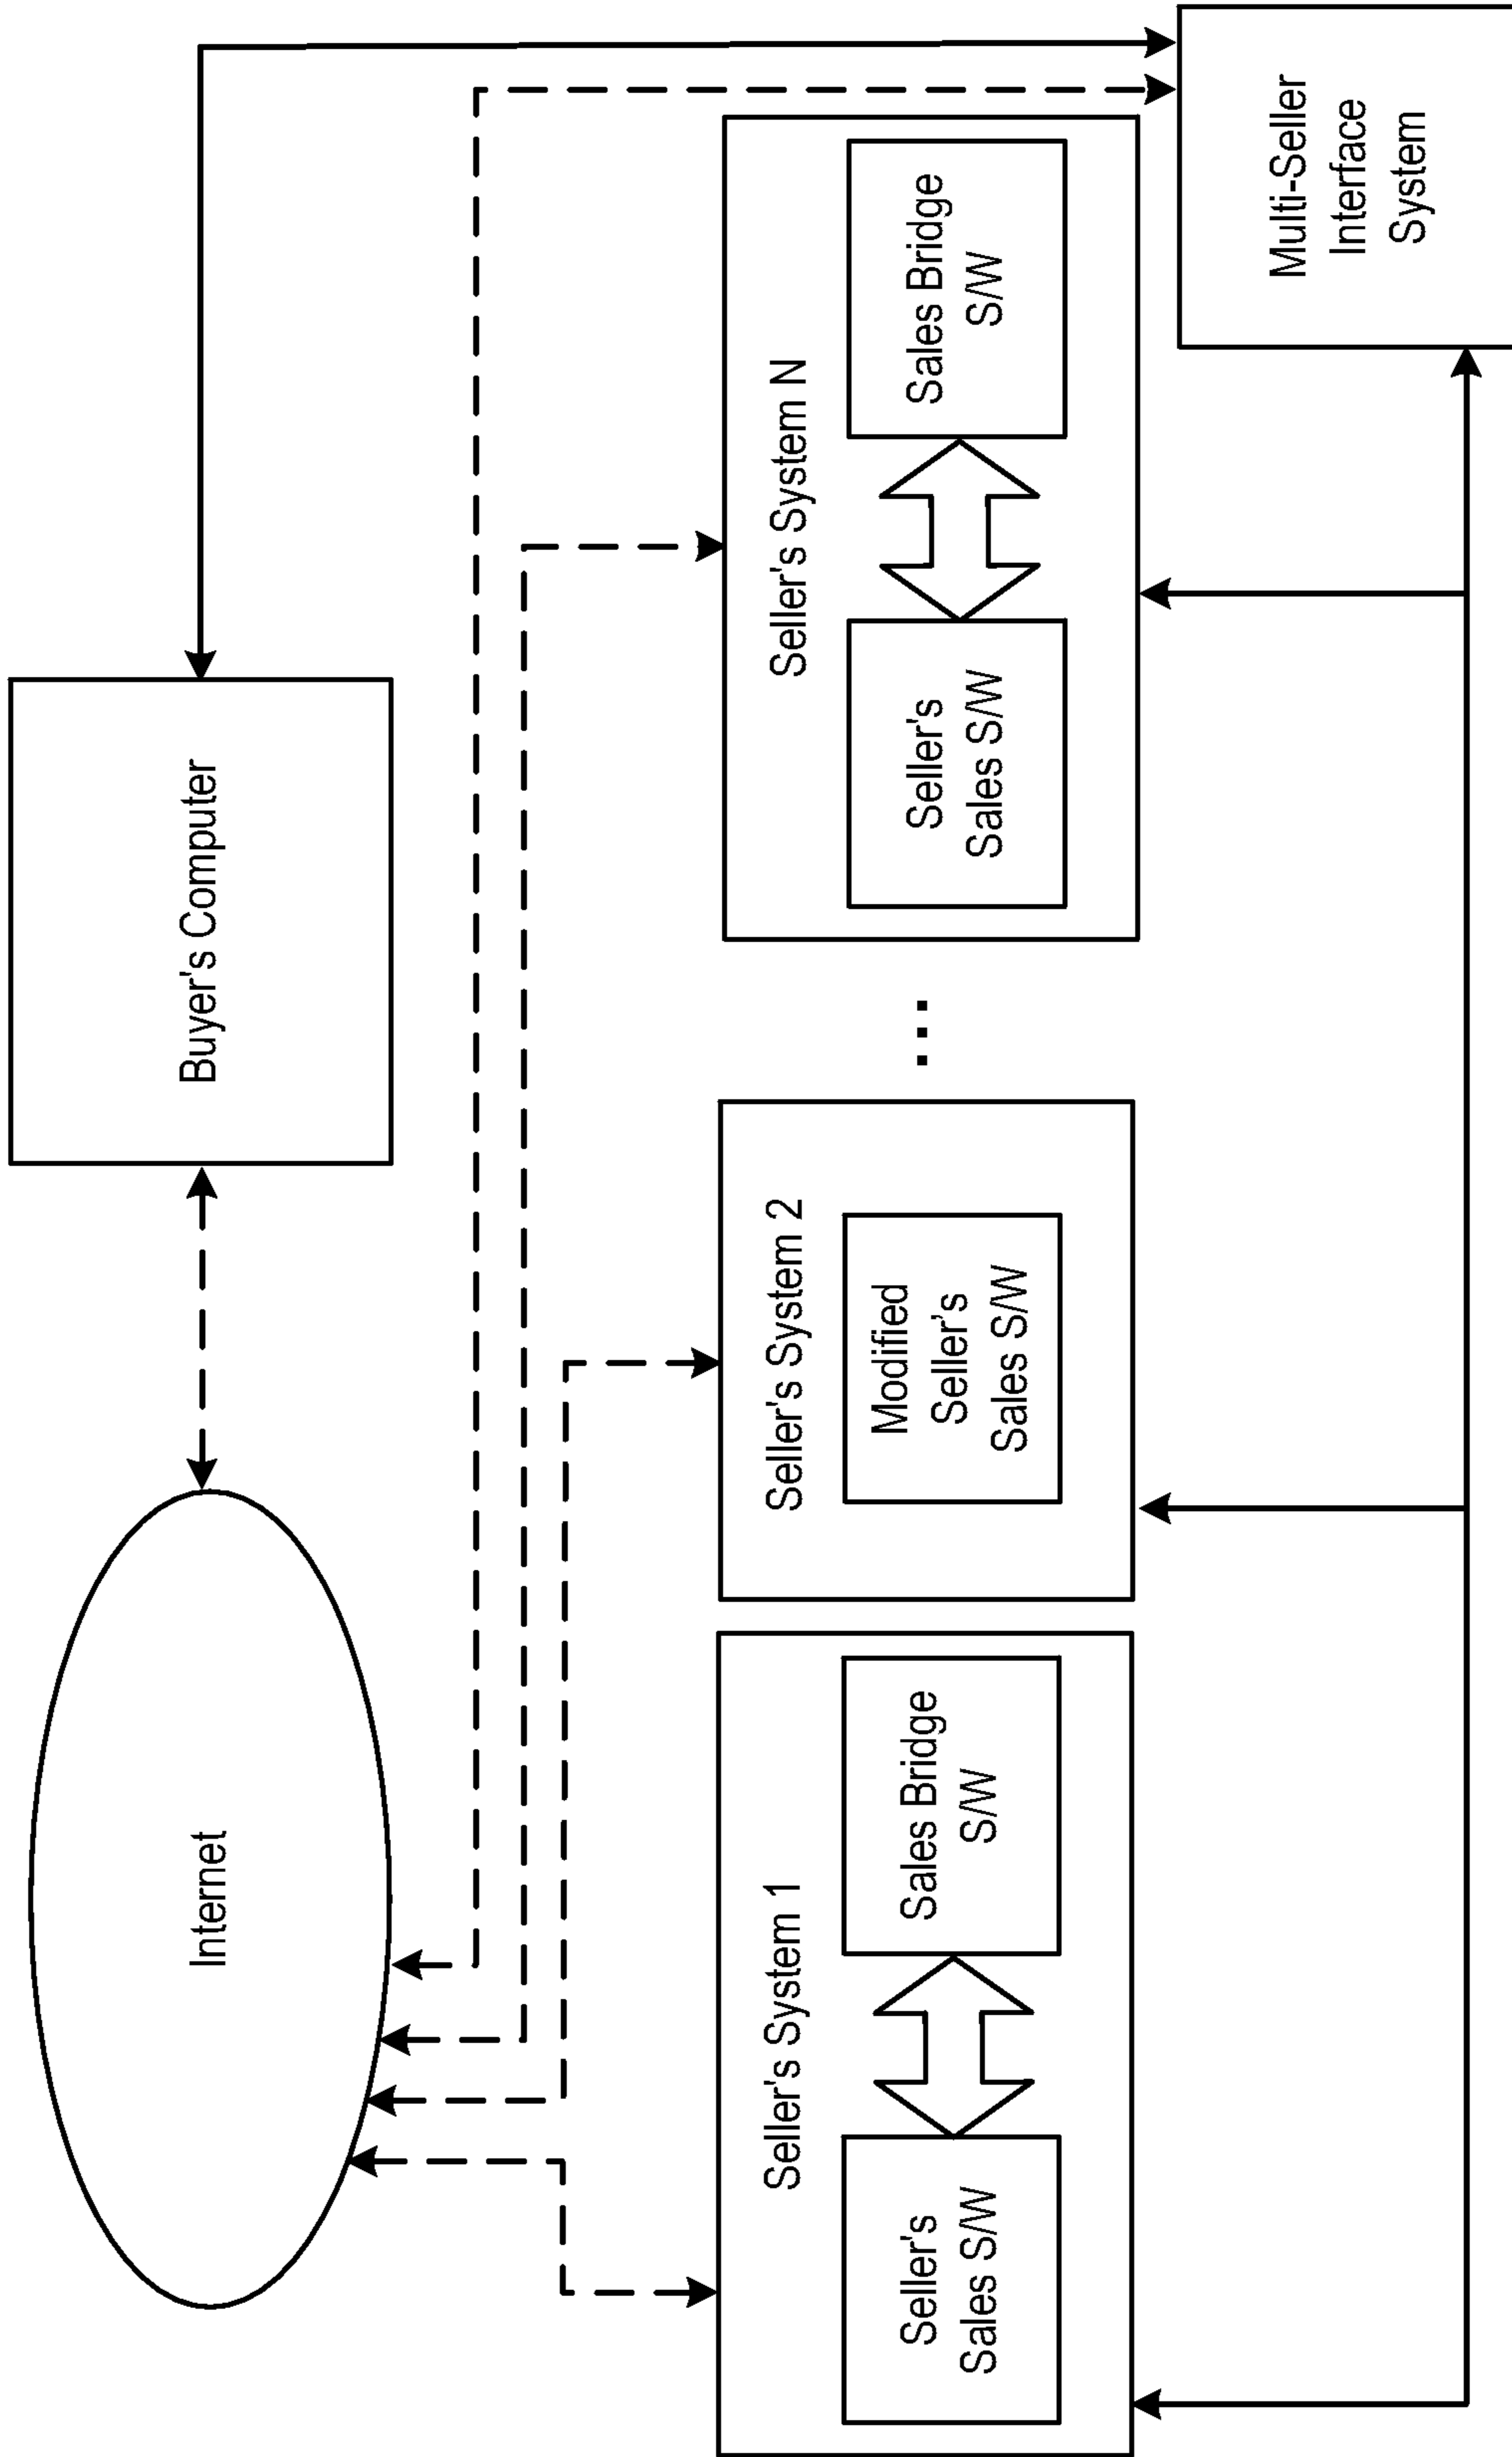 Internet
Buyer's Computer
Seller's System 1
Seller's
Sales S/W
Sales Bridge
S/W
Seller's System 2
Modified
Seller's
Sales S/W
...
Seller's System N
Seller's
Sales S/W
Sales Bridge
S/W
Multi-Seller
Interface
System